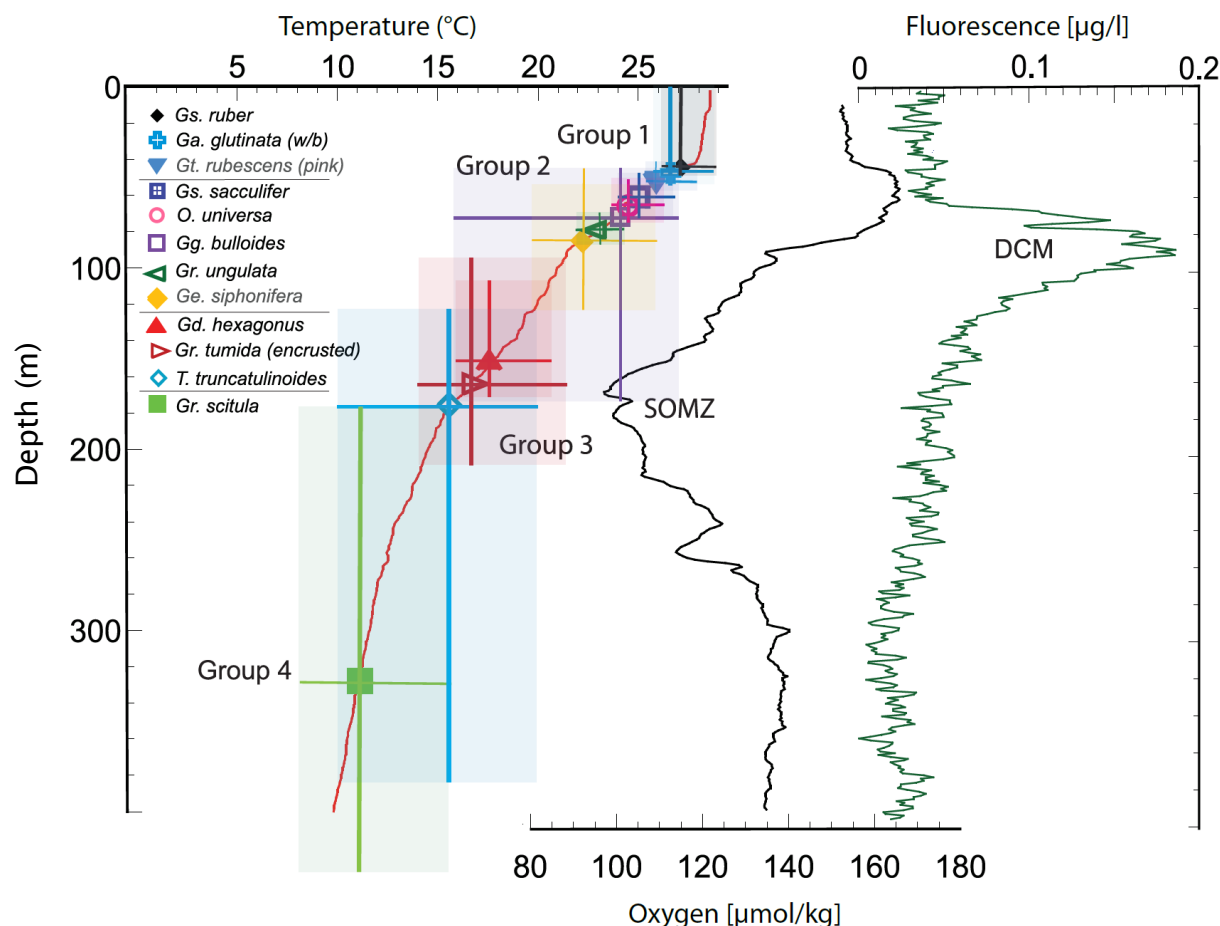 Temperature (°C)
Fluorescence [µg/l]
5 10 15 20 25
0 0.1 0.2
0
100
200
300
Depth (m)
Gs. ruber
Ga. glutinata (w/b)
Gt. rubescens (pink)
Gs. sacculifer
O. universa
Gg. bulloides
Gr. ungulata
Ge. siphonifera
Gd. hexagonus
Gr. tumida (encrusted)
T. truncatulinoides
Gr. scitula
Group 1
Group 2
DCM
SOMZ
Group 3
Group 4
80 100 120 140 160 180
Oxygen [µmol/kg]